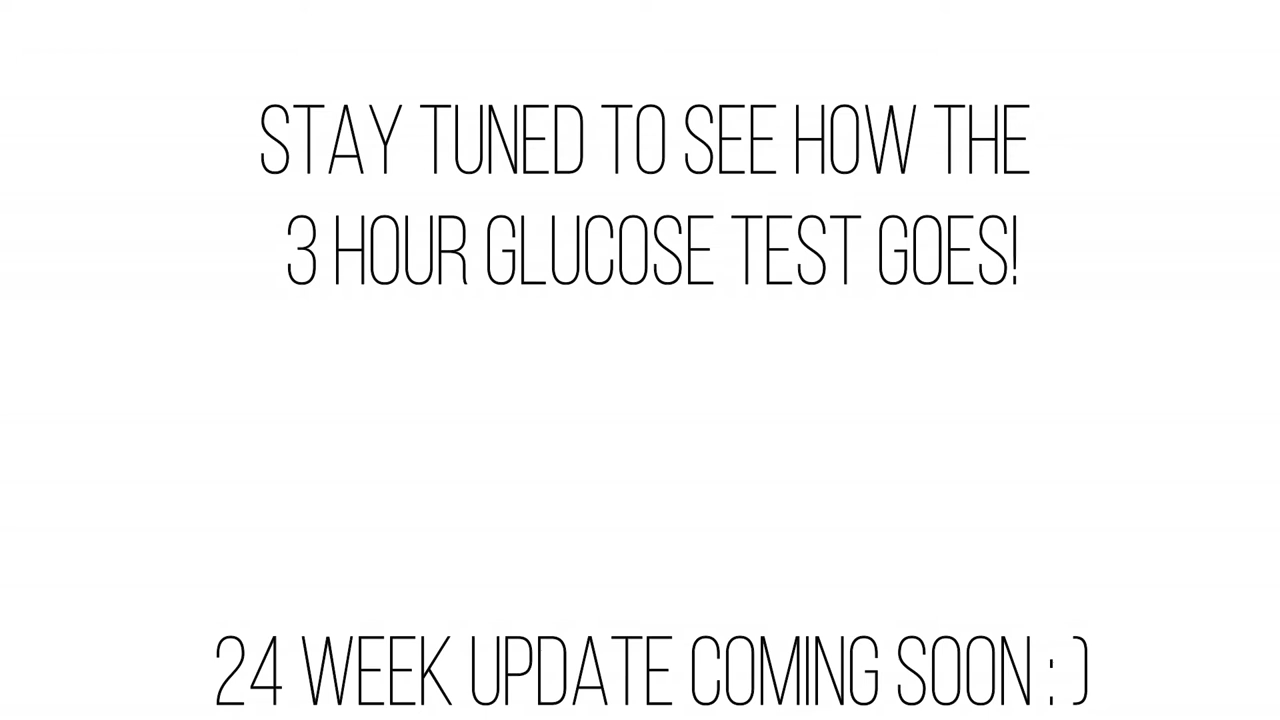 STAY TUNED TO SEE HOW THE
3 HOUR GLUCOSE TEST GOES!
24 WEEK UPDATE COMING SOON : )